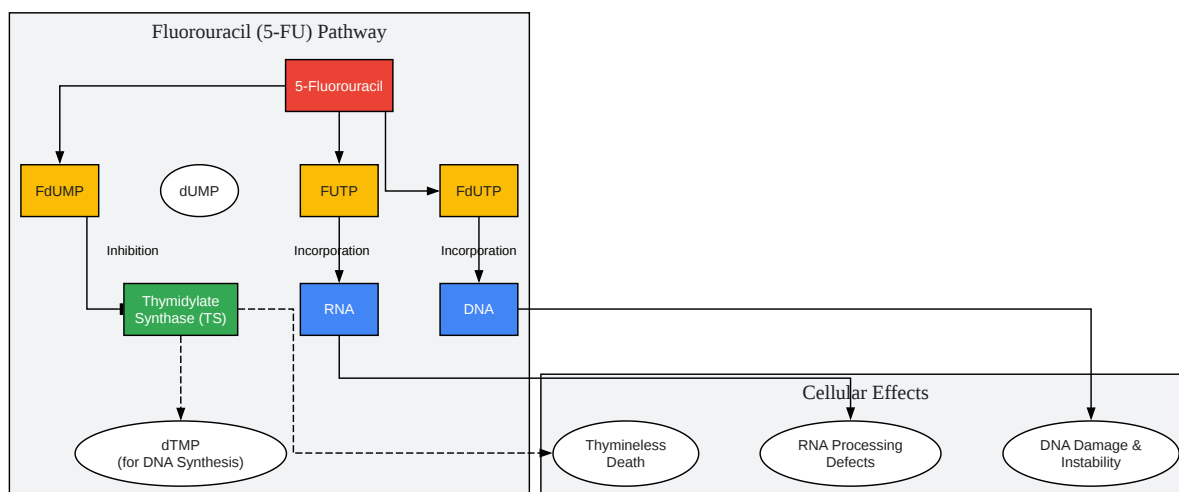 Fluorouracil (5-FU) Pathway
5-Fluorouracil
FdUMP
dUMP
FUTP
FdUTP
Inhibition
Incorporation
Incorporation
Thymidylate
Synthase (TS)
RNA
DNA
Cellular Effects
dTMP
(for DNA Synthesis)
Thymineless
Death
RNA Processing
Defects
DNA Damage &
Instability